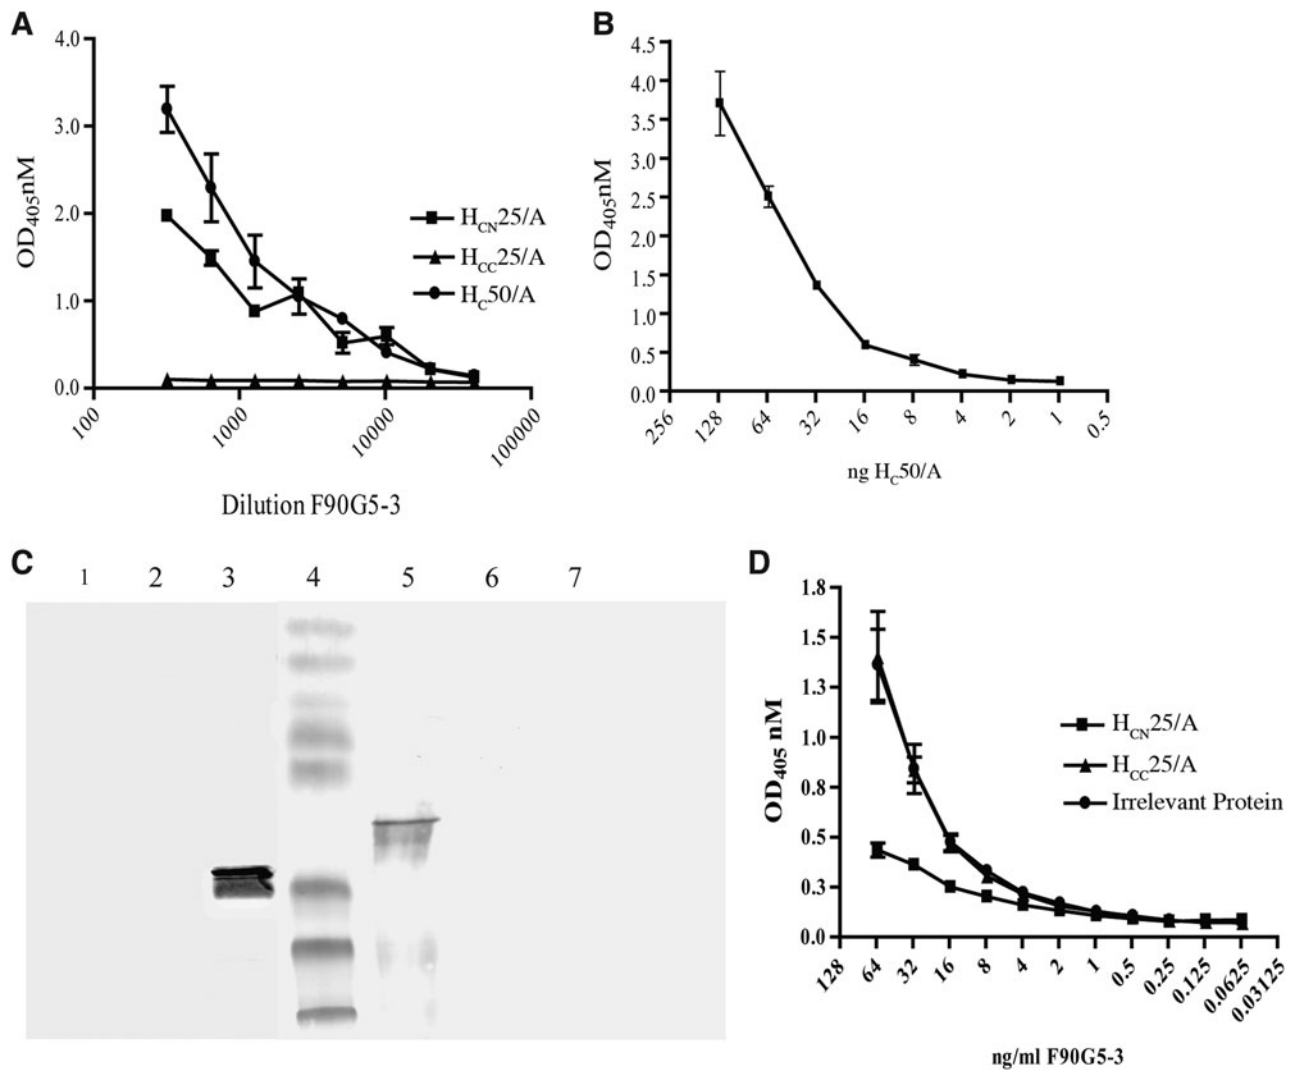 A
4.0
3.0
2.0
1.0
0.0
OD405nM
100
1000
10000
100000
Dilution F90G5-3
HCN25/A
HCC25/A
HC50/A
B
4.5
4.0
3.5
3.0
2.5
2.0
1.5
1.0
0.5
0.0
OD405nM
256
128
64
32
16
8
4
2
1
0.5
ng HC50/A
C
1 2 3 4 5 6 7
D
1.8
1.5
1.3
1.0
0.8
0.5
0.3
0.0
OD405 nM
128
64
32
16
8
4
2
1
0.5
0.25
0.125
0.0625
0.03125
ng/ml F90G5-3
HCN25/A
HCC25/A
Irrelevant Protein